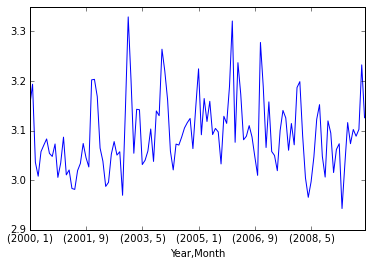 3.3
3.2
3.1
3.0
2.9
(2000, 1) (2001, 9) (2003, 5) (2005, 1) (2006, 9) (2008, 5)
Year,Month